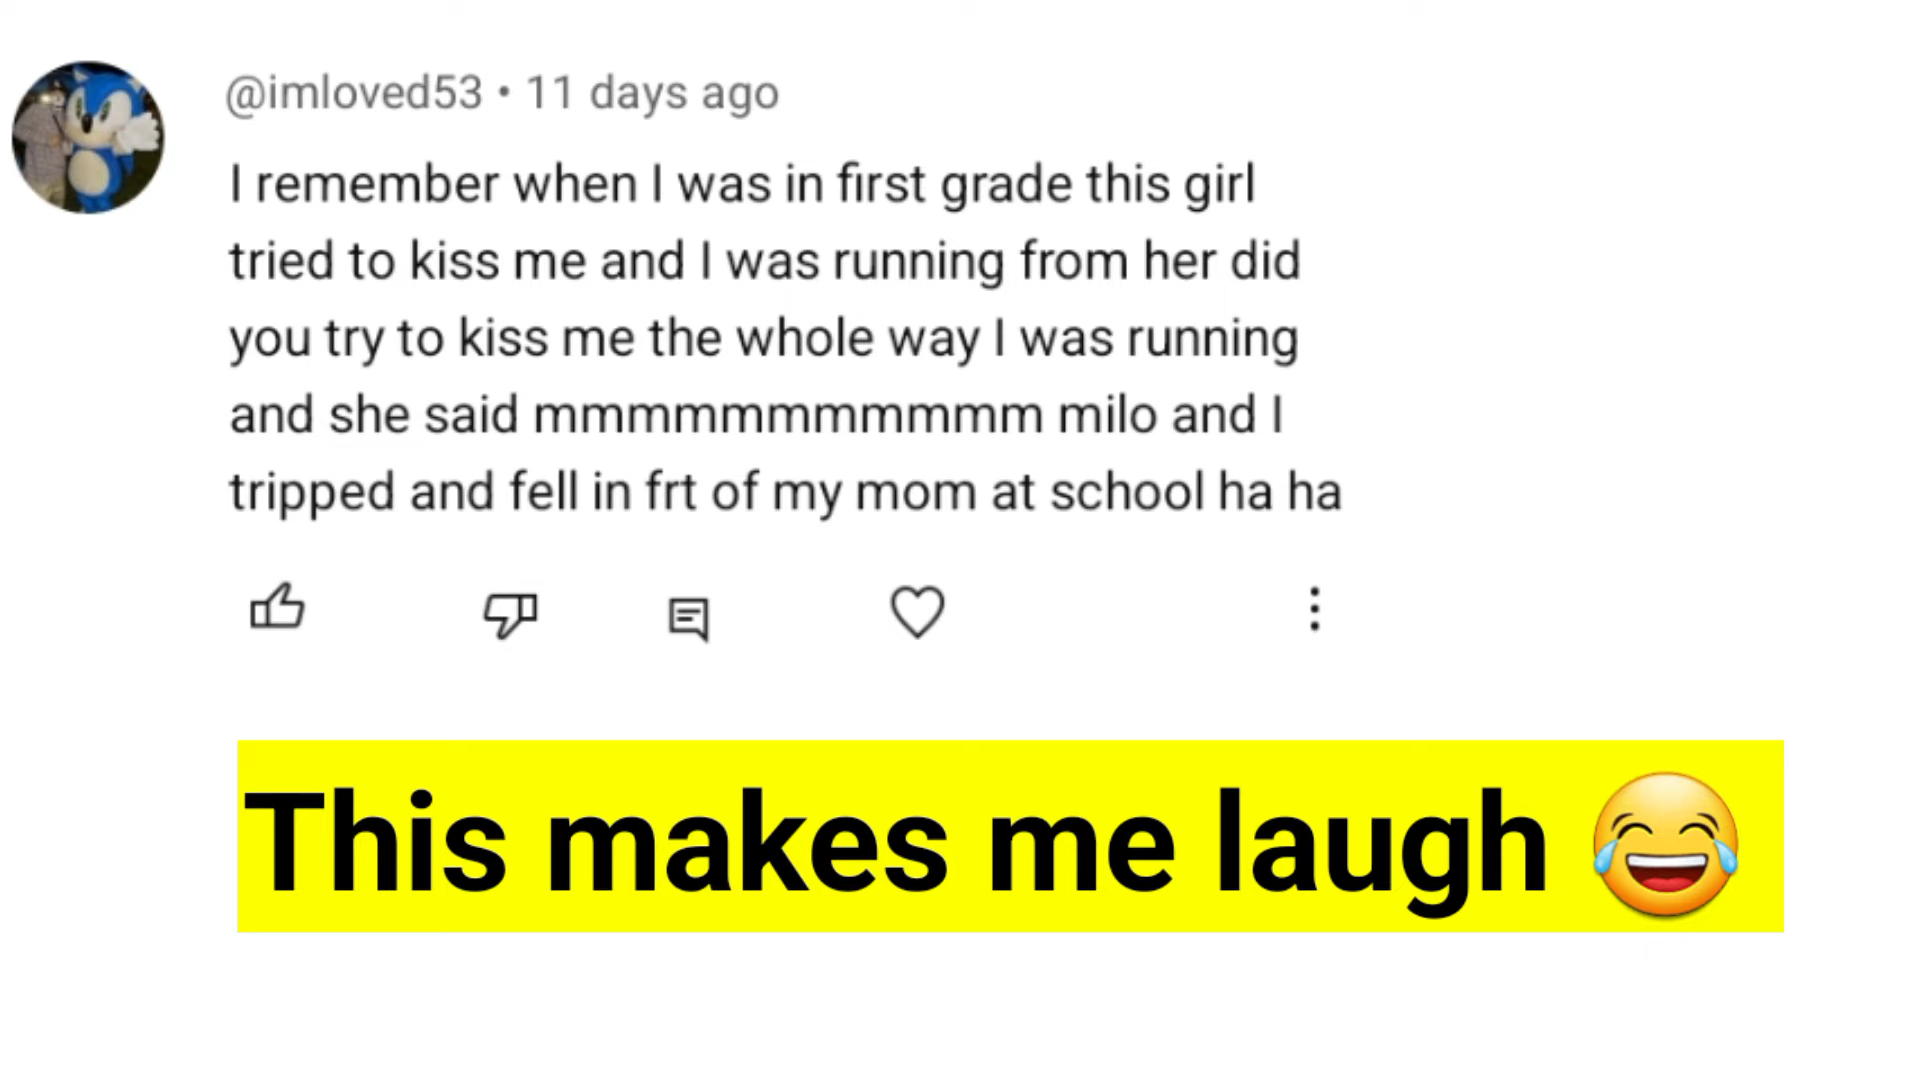 @imloved53 • 11 days ago
I remember when I was in first grade this girl
tried to kiss me and I was running from her did
you try to kiss me the whole way I was running
and she said mmmmmmmmmmmm milo and I
tripped and fell in frt of my mom at school ha ha
This makes me laugh 😂